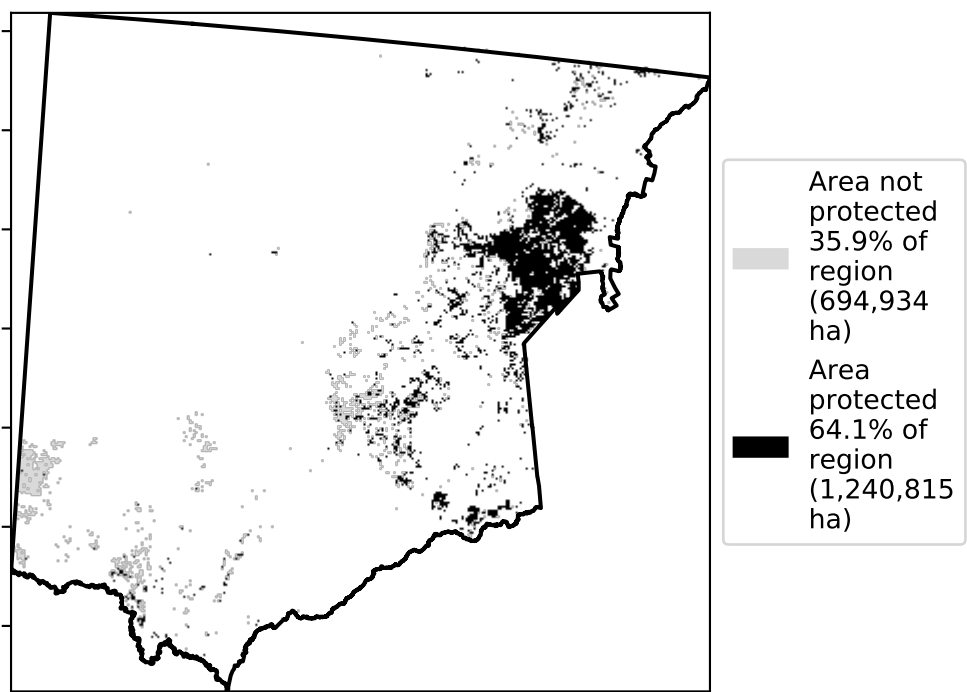 Area not
protected
35.9% of
region
(694,934
ha)
Area
protected
64.1% of
region
(1,240,815
ha)